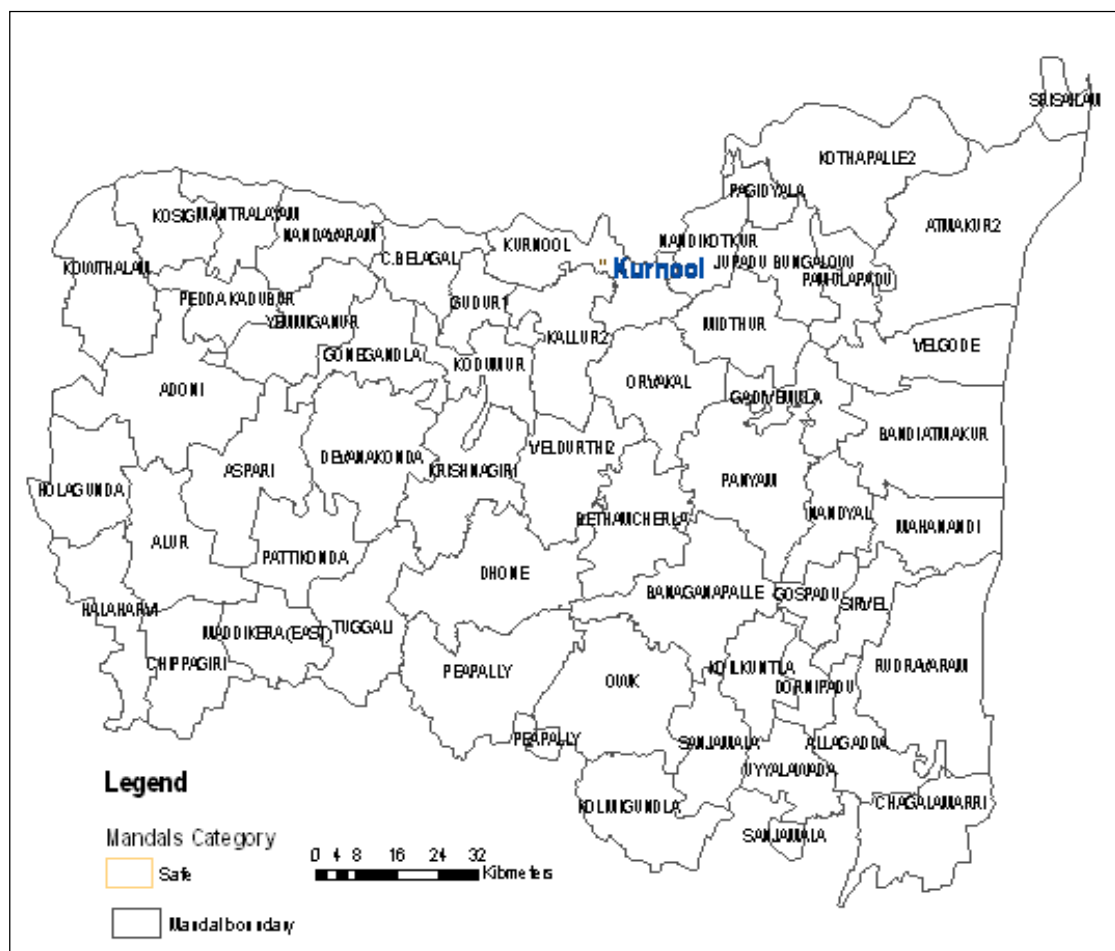 SRISAILAM
KOTHAPALLE2
PAGIDYALA
ATMAKUR2
KOSIGI
MANTRALAYAM
NANDAVARAM
KURNOOL
NANDIKOTKUR
C.BELAGAL
JUPADU BUNGALOW
KOWTHALAM
Kurnool
PAMULAPADU
PEDDA KADUBUR
GUDUR1
YEMMIGANUR
MIDTHUR
KALLUR2
VELGODE
GONEGANDLA
KODUMUR
ADONI
ORVAKAL
GADIVEMULA
BANDIATMAKUR
DEVANAKONDA
VELDURTHI2
ASPARI
KRISHNAGIRI
PANYAM
HOLAGUNDA
BETHAMCHERLA
NANDYAL
MAHANANDI
ALUR
PATTIKONDA
DHONE
BANAGANAPALLE
GOSPADU
SIRVEL
HALAHARVI
MADDIKERA (EAST)
TUGGALI
CHIPPAGIRI
PEAPALLY
OWK
KOILKUNTLA
RUDRAVARAM
DORNIPADU
PEAPALLY
SANJAMALA
ALLAGADDA
UYYALAWADA
KOLIMIGUNDLA
CHAGALAMARRI
SANJAMALA
Legend
Mandals Category
Safe
Mandal boundary
0 4 8 16 24 32
Kilometers